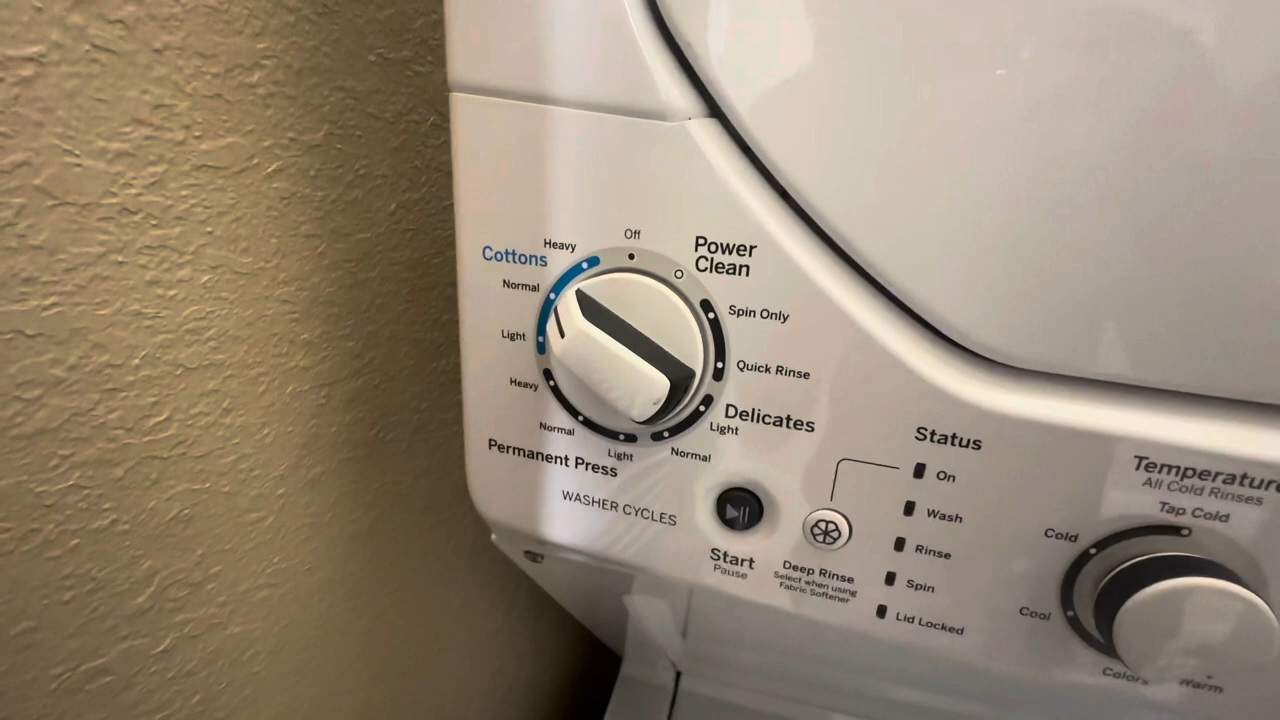 Off
Heavy
Cottons
Normal
Light
Heavy
Normal
Light
Permanent Press
Power
Clean
Spin Only
Quick Rinse
Delicates
Light
Normal
WASHER CYCLES
Start
Pause
Deep Rinse
Select when using
Fabric Softener
Status
On
Wash
Rinse
Spin
Lid Locked
Temperature
All Cold Rinses
Tap Cold
Cold
Cool
Colors
Warm